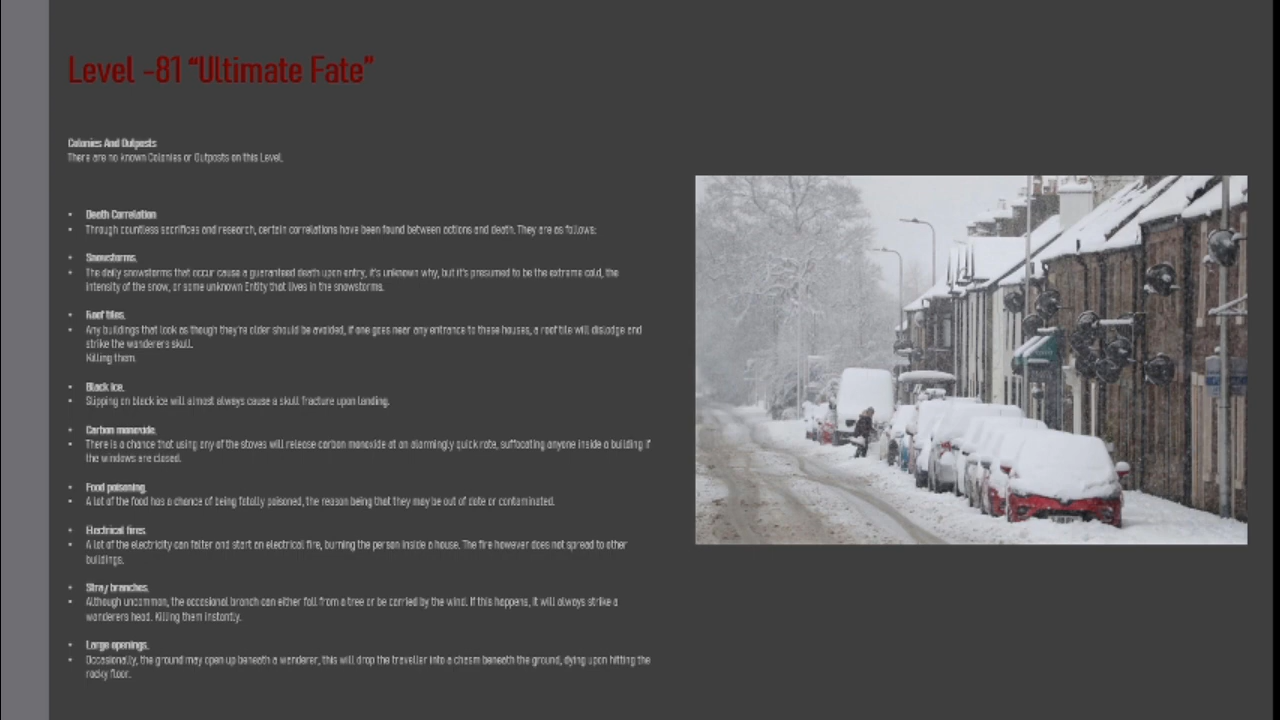 Level -81 “Ultimate Fate”
Colonies And Outposts
There are no known Colonies or Outposts on this Level.
• Death Correlation
• Through countless sacrifices and research, certain correlations have been found between actions and death. They are as follows:
• Snowstorms.
• The daily snowstorms that occur cause a guaranteed death upon entry, it's unknown why, but it's presumed to be the extreme cold, the
intensity of the snow, or some unknown Entity that lives in the snowstorms.
• Roof tiles.
• Any buildings that look as though they're older should be avoided, if one goes near any entrance to these houses, a roof tile will dislodge and
strike the wanderers skull.
Killing them.
• Black ice.
• Slipping on black ice will almost always cause a skull fracture upon landing.
• Carbon monoxide.
• There is a chance that using any of the stoves will release carbon monoxide at an alarmingly quick rate, suffocating anyone inside a building if
the windows are closed.
• Food poisoning.
• A lot of the food has a chance of being fatally poisoned, the reason being that they may be out of date or contaminated.
• Electrical fires.
• A lot of the electricity can falter and start an electrical fire, burning the person inside a house. The fire however does not spread to other
buildings.
• Stray branches.
• Although uncommon, the occasional branch can either fall from a tree or be carried by the wind. If this happens, it will always strike a
wanderers head. Killing them instantly.
• Large openings.
• Occasionally, the ground may open up beneath a wanderer, this will drop the traveller into a chasm beneath the ground, dying upon hitting the
rocky floor.